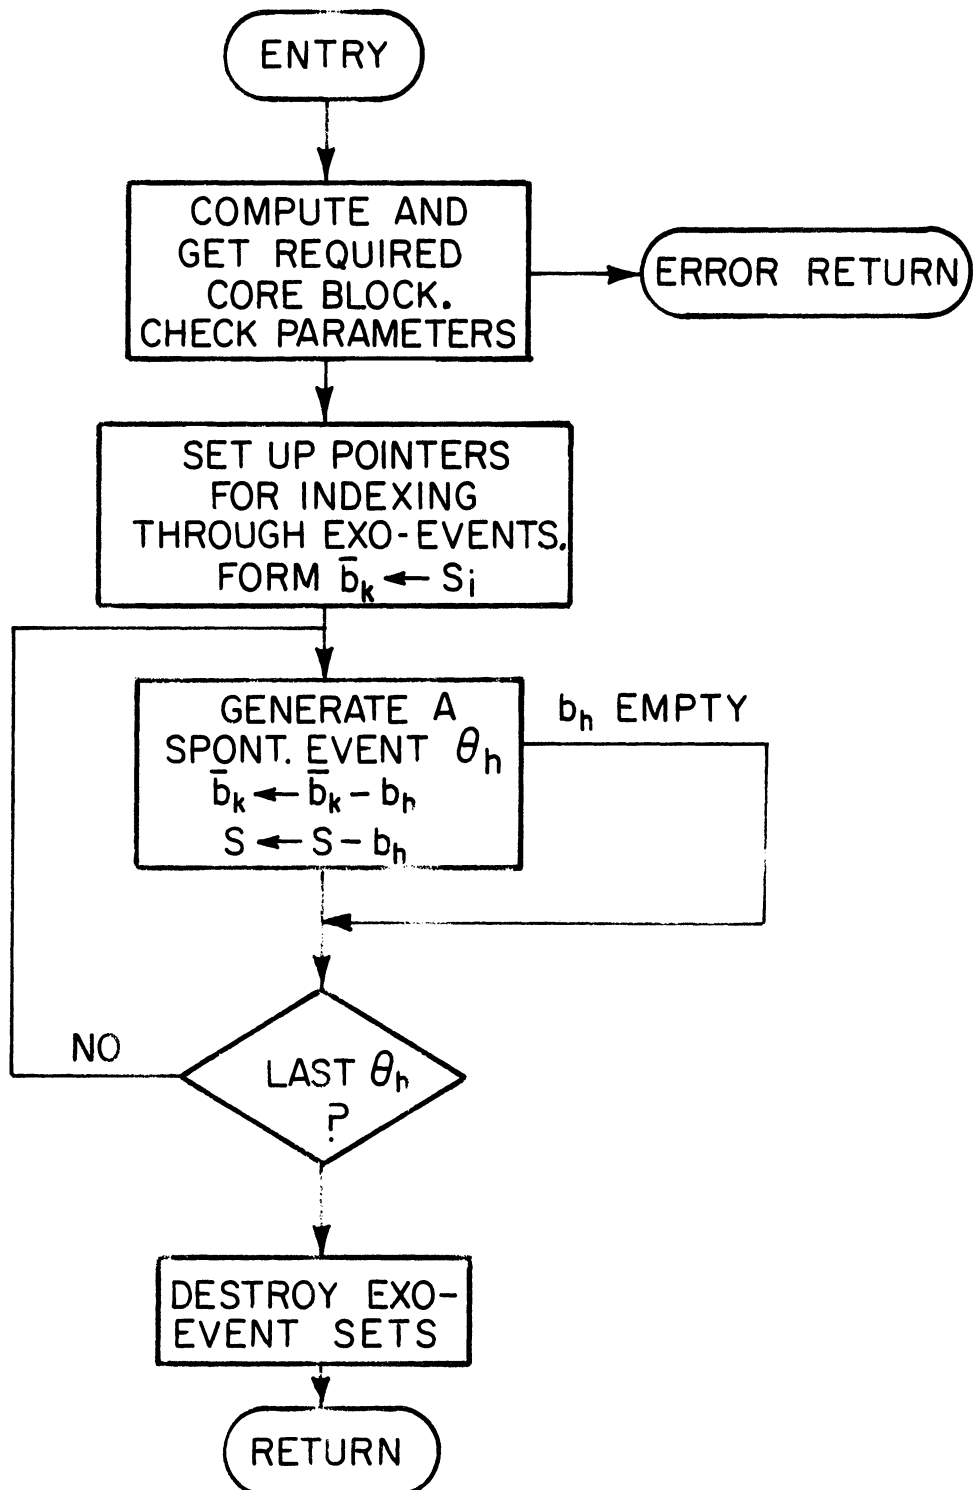 ENTRY
COMPUTE AND
GET REQUIRED
CORE BLOCK.
CHECK PARAMETERS
ERROR RETURN
SET UP POINTERS
FOR INDEXING
THROUGH EXO-EVENTS.
FORM b̄ₖ ← Sᵢ
GENERATE A
SPONT. EVENT θₕ
b̄ₖ ← b̄ₖ – bₕ
S ← S – bₕ
bₕ EMPTY
NO
LAST θₕ
?
DESTROY EXO-
EVENT SETS
RETURN